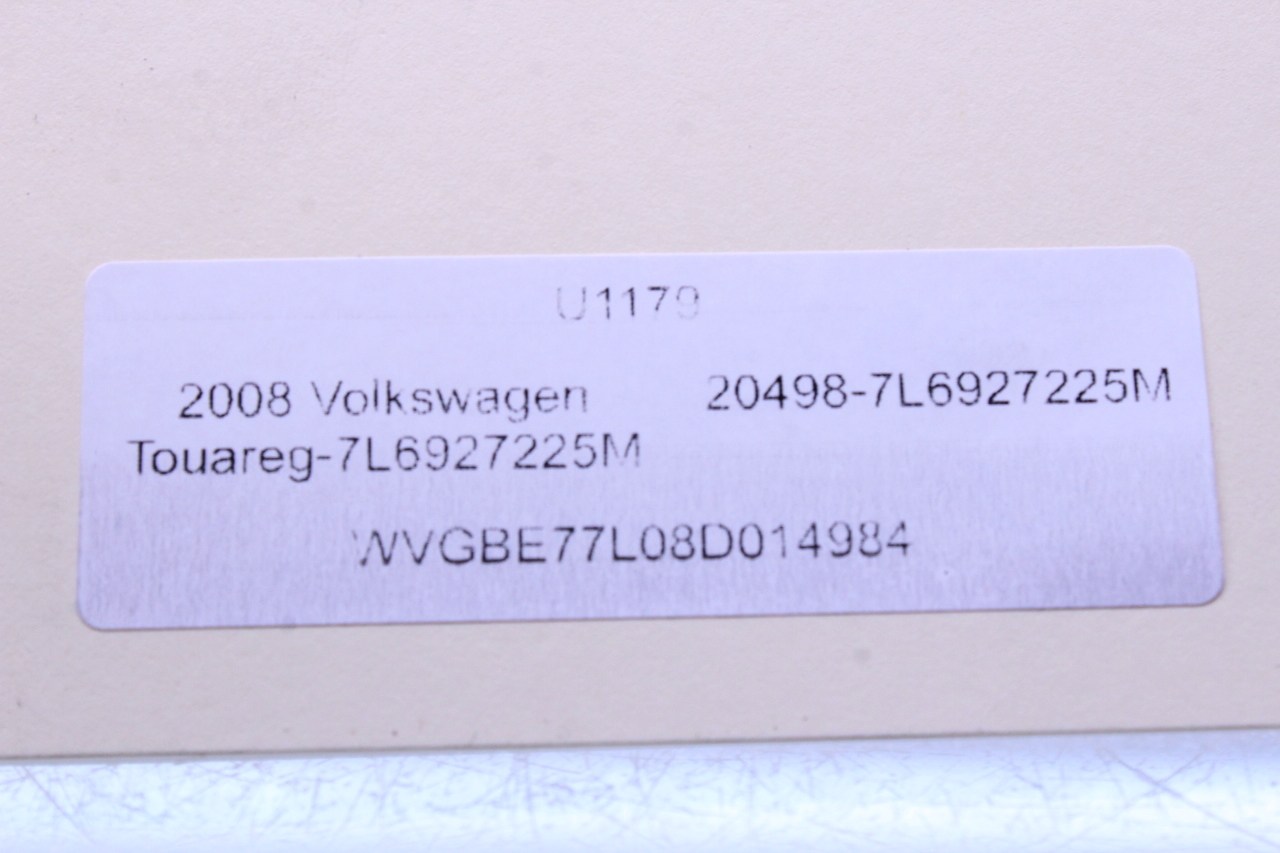 U1179
2008 Volkswagen 20498-7L6927225M
Touareg-7L6927225M
WVGBE77L08D014984